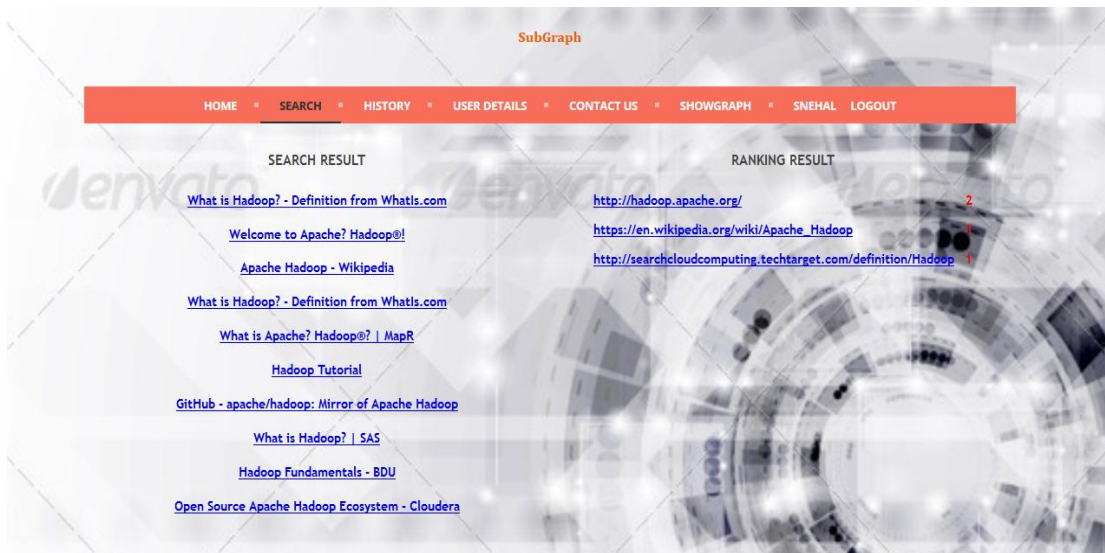 SubGraph
HOME SEARCH HISTORY USER DETAILS CONTACT US SHOWGRAPH SNEHAL LOGOUT
SEARCH RESULT
What is Hadoop? - Definition from WhatIs.com
Welcome to Apache? Hadoop®!
Apache Hadoop - Wikipedia
What is Hadoop? - Definition from WhatIs.com
What is Apache? Hadoop®? | MapR
Hadoop Tutorial
GitHub - apache/hadoop: Mirror of Apache Hadoop
What is Hadoop? | SAS
Hadoop Fundamentals - BDU
Open Source Apache Hadoop Ecosystem - Cloudera
RANKING RESULT
http://hadoop.apache.org/ 2
https://en.wikipedia.org/wiki/Apache_Hadoop
http://searchcloudcomputing.techtarget.com/definition/Hadoop 1
envato